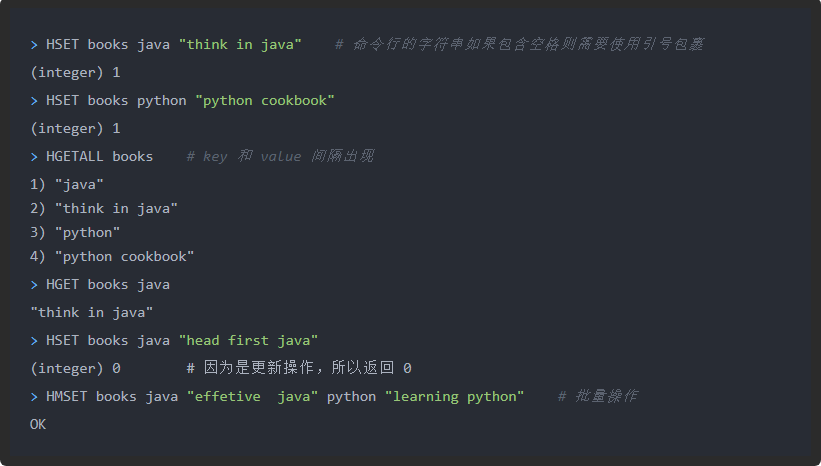 > HSET books java "think in java"    # 命令行的字符串如果包含空格则需要使用引号包裹
(integer) 1
> HSET books python "python cookbook"
(integer) 1
> HGETALL books    # key 和 value 间隔出现
1) "java"
2) "think in java"
3) "python"
4) "python cookbook"
> HGET books java
"think in java"
> HSET books java "head first java"
(integer) 0        # 因为是更新操作，所以返回 0
> HMSET books java "effetive  java" python "learning python"    # 批量操作
OK